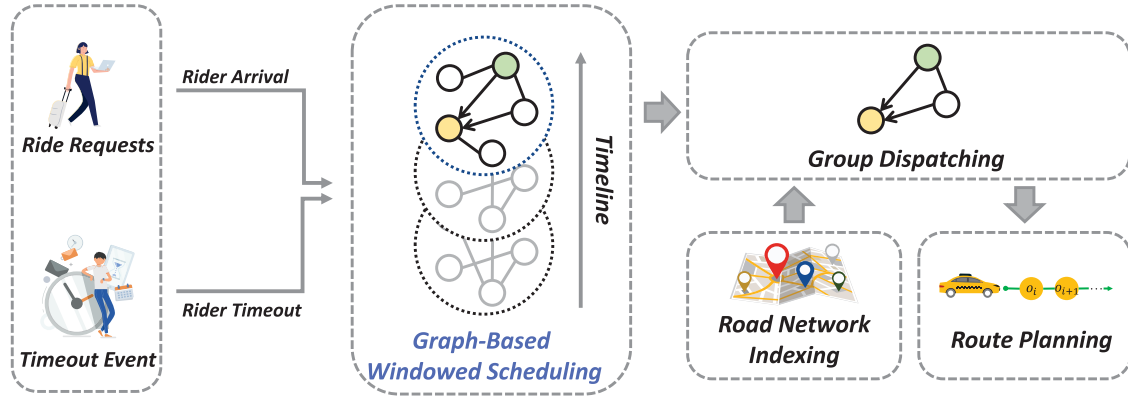 Ride Requests
Timeout Event
Rider Arrival
Rider Timeout
Timeline
Graph-Based
Windowed Scheduling
Group Dispatching
Road Network
Indexing
o_i o_{i+1}
Route Planning